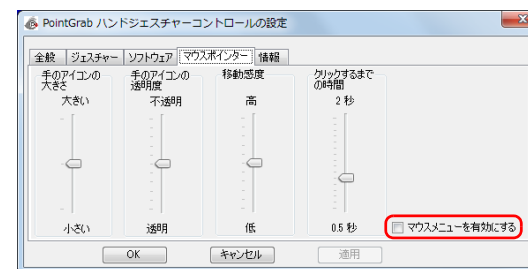 PointGrab ハンドジェスチャーコントロールの設定
全般 ジェスチャー ソフトウェア マウスポインター 情報
手のアイコンの大きさ
手のアイコンの透明度
移動感度
クリックするまでの時間
大きい 不透明 高 2 秒
小さい 透明 低 0.5 秒
マウスメニューを有効にする
OK キャンセル 適用